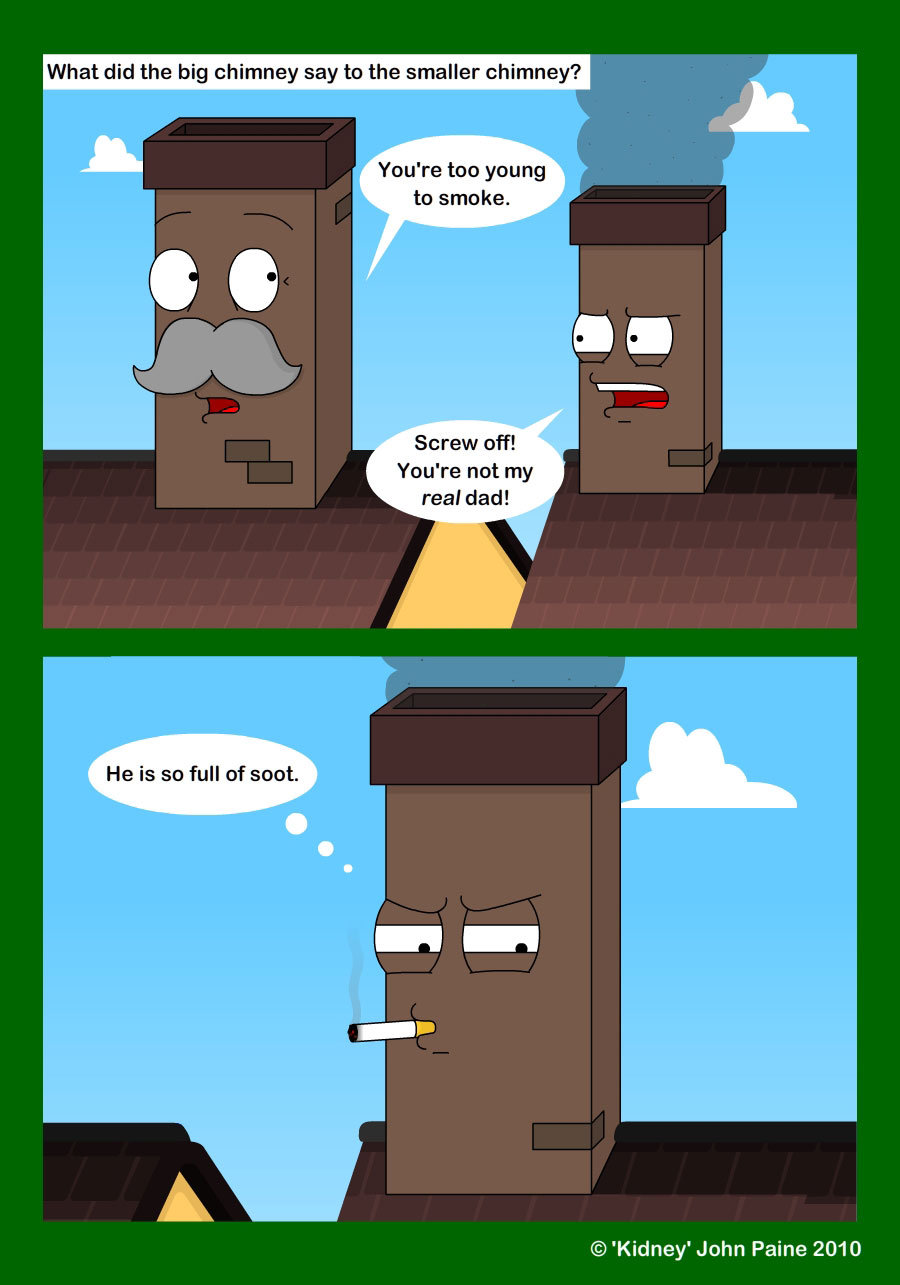 What did the big chimney say to the smaller chimney?
You're too young
to smoke.
Screw off!
You're not my
real dad!
He is so full of soot.
© 'Kidney' John Paine 2010